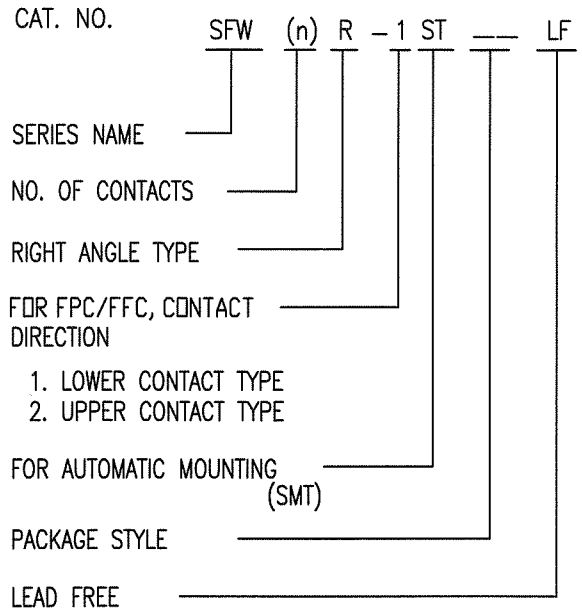 CAT. NO.
SFW (n) R - 1 ST __ LF
SERIES NAME
NO. OF CONTACTS
RIGHT ANGLE TYPE
FOR FPC/FFC, CONTACT
DIRECTION
1. LOWER CONTACT TYPE
2. UPPER CONTACT TYPE
FOR AUTOMATIC MOUNTING
(SMT)
PACKAGE STYLE
LEAD FREE